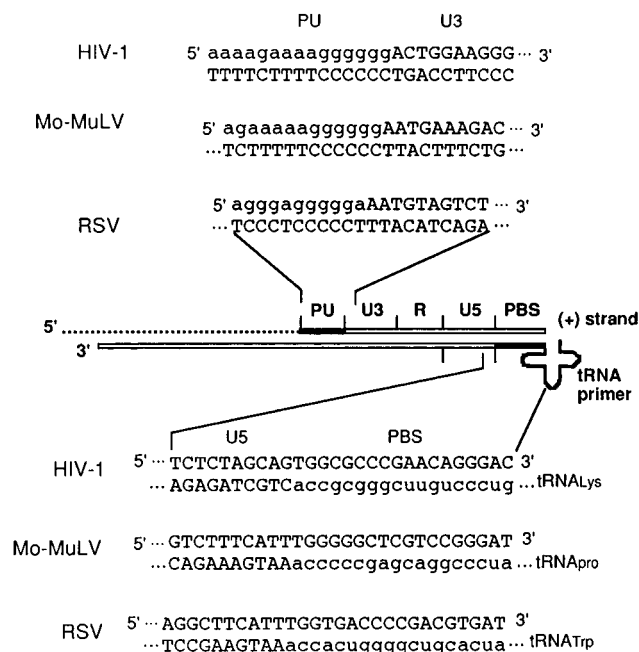 PU U3
HIV-1 5' aaaagaaaaggggggACTGGAAGGG··· 3'
TTTTCTTTTCCCCCCTGACCTTCCC
Mo-MuLV 5' agaaaaaggggggAATGAAAGAC··· 3'
···TCTTTTTCCCCCCTTACTTTCTG···
5' agggagggggaAATGTAGTCT ··· 3'
RSV ···TCCCTCCCCCTTTACATCAGA ···
PU U3 R U5 PBS
5' (+) strand
3'
tRNA
primer
U5 PBS
HIV-1 5' ···TCTCTAGCAGTGGCGCCCGAACAGGGAC 3'
···AGAGATCGTCaccgcgggcuugucccug ...tRNALys
Mo-MuLV 5' ···GTCTTTCATTTGGGGGCTCGTCCGGGAT 3'
···CAGAAAGTAAacccccgagcaggcccua ...tRNApro
RSV 5' ···AGGCTTCATTTGGTGACCCCGACGTGAT 3'
···TCCGAAGTAAaccacuggggcugcacua ...tRNATrp